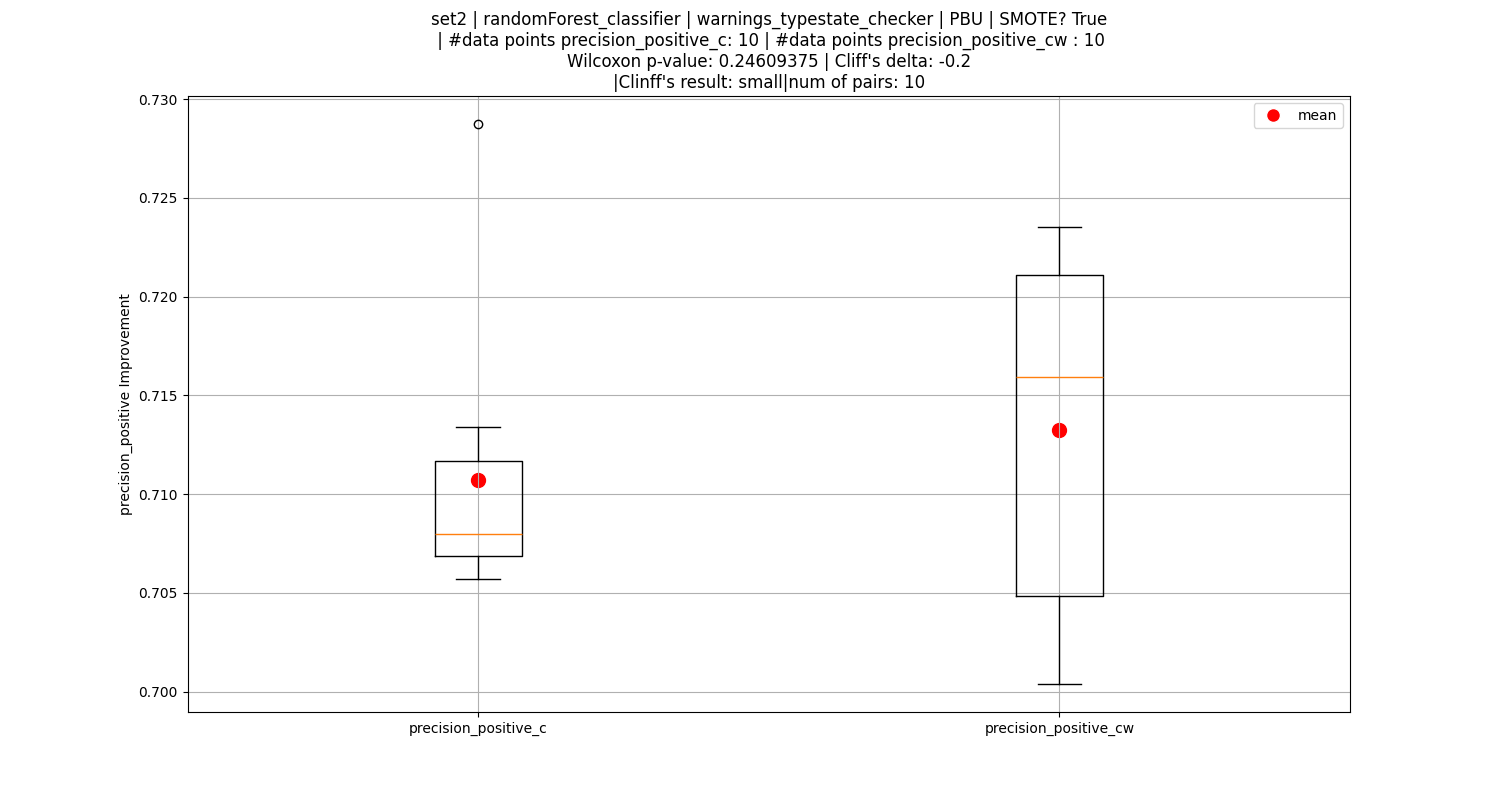 set2 | randomForest_classifier | warnings_typestate_checker | PBU | SMOTE? True
| #data points precision_positive_c: 10 | #data points precision_positive_cw : 10
Wilcoxon p-value: 0.24609375 | Cliff's delta: -0.2
|Clinff's result: small|num of pairs: 10
mean
precision_positive Improvement
0.730
0.725
0.720
0.715
0.710
0.705
0.700
precision_positive_c
precision_positive_cw